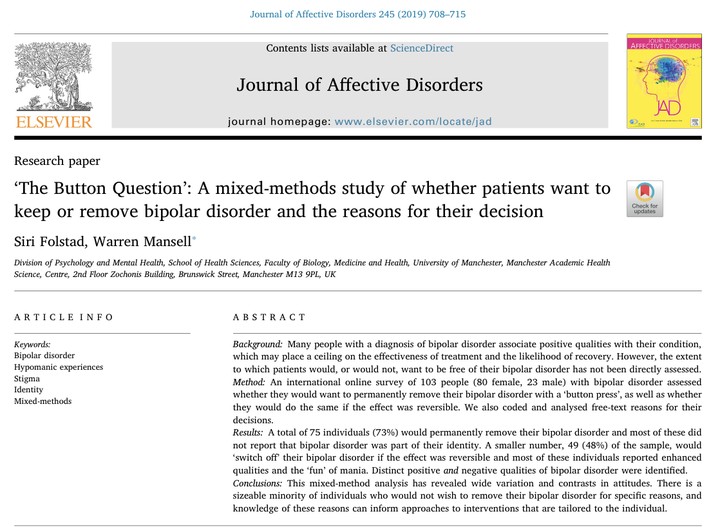 Journal of Affective Disorders 245 (2019) 708–715
Contents lists available at ScienceDirect
Journal of Affective Disorders
journal homepage: www.elsevier.com/locate/jad
ELSEVIER
JOURNAL OF
AFFECTIVE DISORDERS
JAD
Research paper
‘The Button Question’: A mixed-methods study of whether patients want to
keep or remove bipolar disorder and the reasons for their decision
Check for
updates
Siri Folstad, Warren Mansell*
Division of Psychology and Mental Health, School of Health Sciences, Faculty of Biology, Medicine and Health, University of Manchester, Manchester Academic Health
Science, Centre, 2nd Floor Zochonis Building, Brunswick Street, Manchester M13 9PL, UK
ARTICLE INFO
Keywords:
Bipolar disorder
Hypomanic experiences
Stigma
Identity
Mixed-methods
ABSTRACT
Background: Many people with a diagnosis of bipolar disorder associate positive qualities with their condition,
which may place a ceiling on the effectiveness of treatment and the likelihood of recovery. However, the extent
to which patients would, or would not, want to be free of their bipolar disorder has not been directly assessed.
Method: An international online survey of 103 people (80 female, 23 male) with bipolar disorder assessed
whether they would want to permanently remove their bipolar disorder with a ‘button press’, as well as whether
they would do the same if the effect was reversible. We also coded and analysed free-text reasons for their
decisions.
Results: A total of 75 individuals (73%) would permanently remove their bipolar disorder and most of these did
not report that bipolar disorder was part of their identity. A smaller number, 49 (48%) of the sample, would
‘switch off’ their bipolar disorder if the effect was reversible and most of these individuals reported enhanced
qualities and the ‘fun’ of mania. Distinct positive and negative qualities of bipolar disorder were identified.
Conclusions: This mixed-method analysis has revealed wide variation and contrasts in attitudes. There is a
sizeable minority of individuals who would not wish to remove their bipolar disorder for specific reasons, and
knowledge of these reasons can inform approaches to interventions that are tailored to the individual.